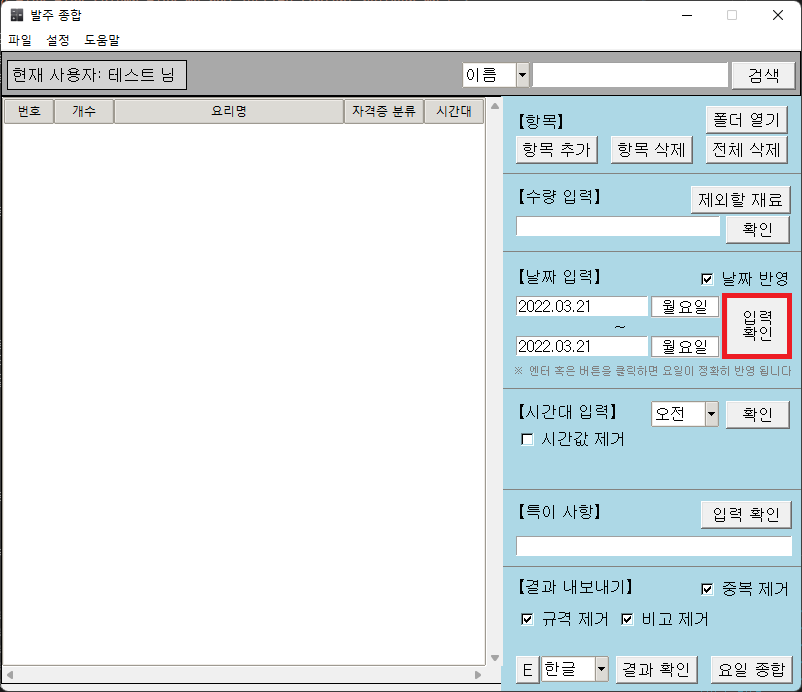 발주 종합
파일 설정 도움말
현재 사용자: 테스트 닝
이름
검색
번호 개수 요리명 자격증 분류 시간대
【항목】
폴더 열기
항목 추가 항목 삭제 전체 삭제
【수량 입력】
제외할 재료
확인
【날짜 입력】
날짜 반영
2022.03.21 월요일
~
2022.03.21 월요일
입력
확인
※ 엔터 혹은 버튼을 클릭하면 요일이 정확히 반영 됩니다
【시간대 입력】
오전
확인
시간값 제거
【특이 사항】
입력 확인
【결과 내보내기】
중복 제거
규격 제거 비고 제거
E 한글 결과 확인 요일 종합